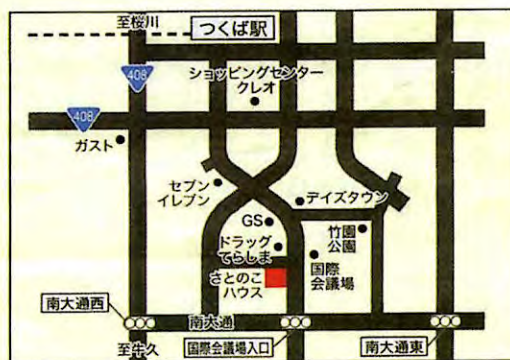 至桜川
つくば駅
408
ショッピングセンター
クレオ
408
ガスト
セブン
イレブン
デイズタウン
GS
竹園
公園
ドラッグ
てらしま
国際
会議場
さとのこ
ハウス
南大通西
南大通
至牛久
国際会議場入口
南大通東